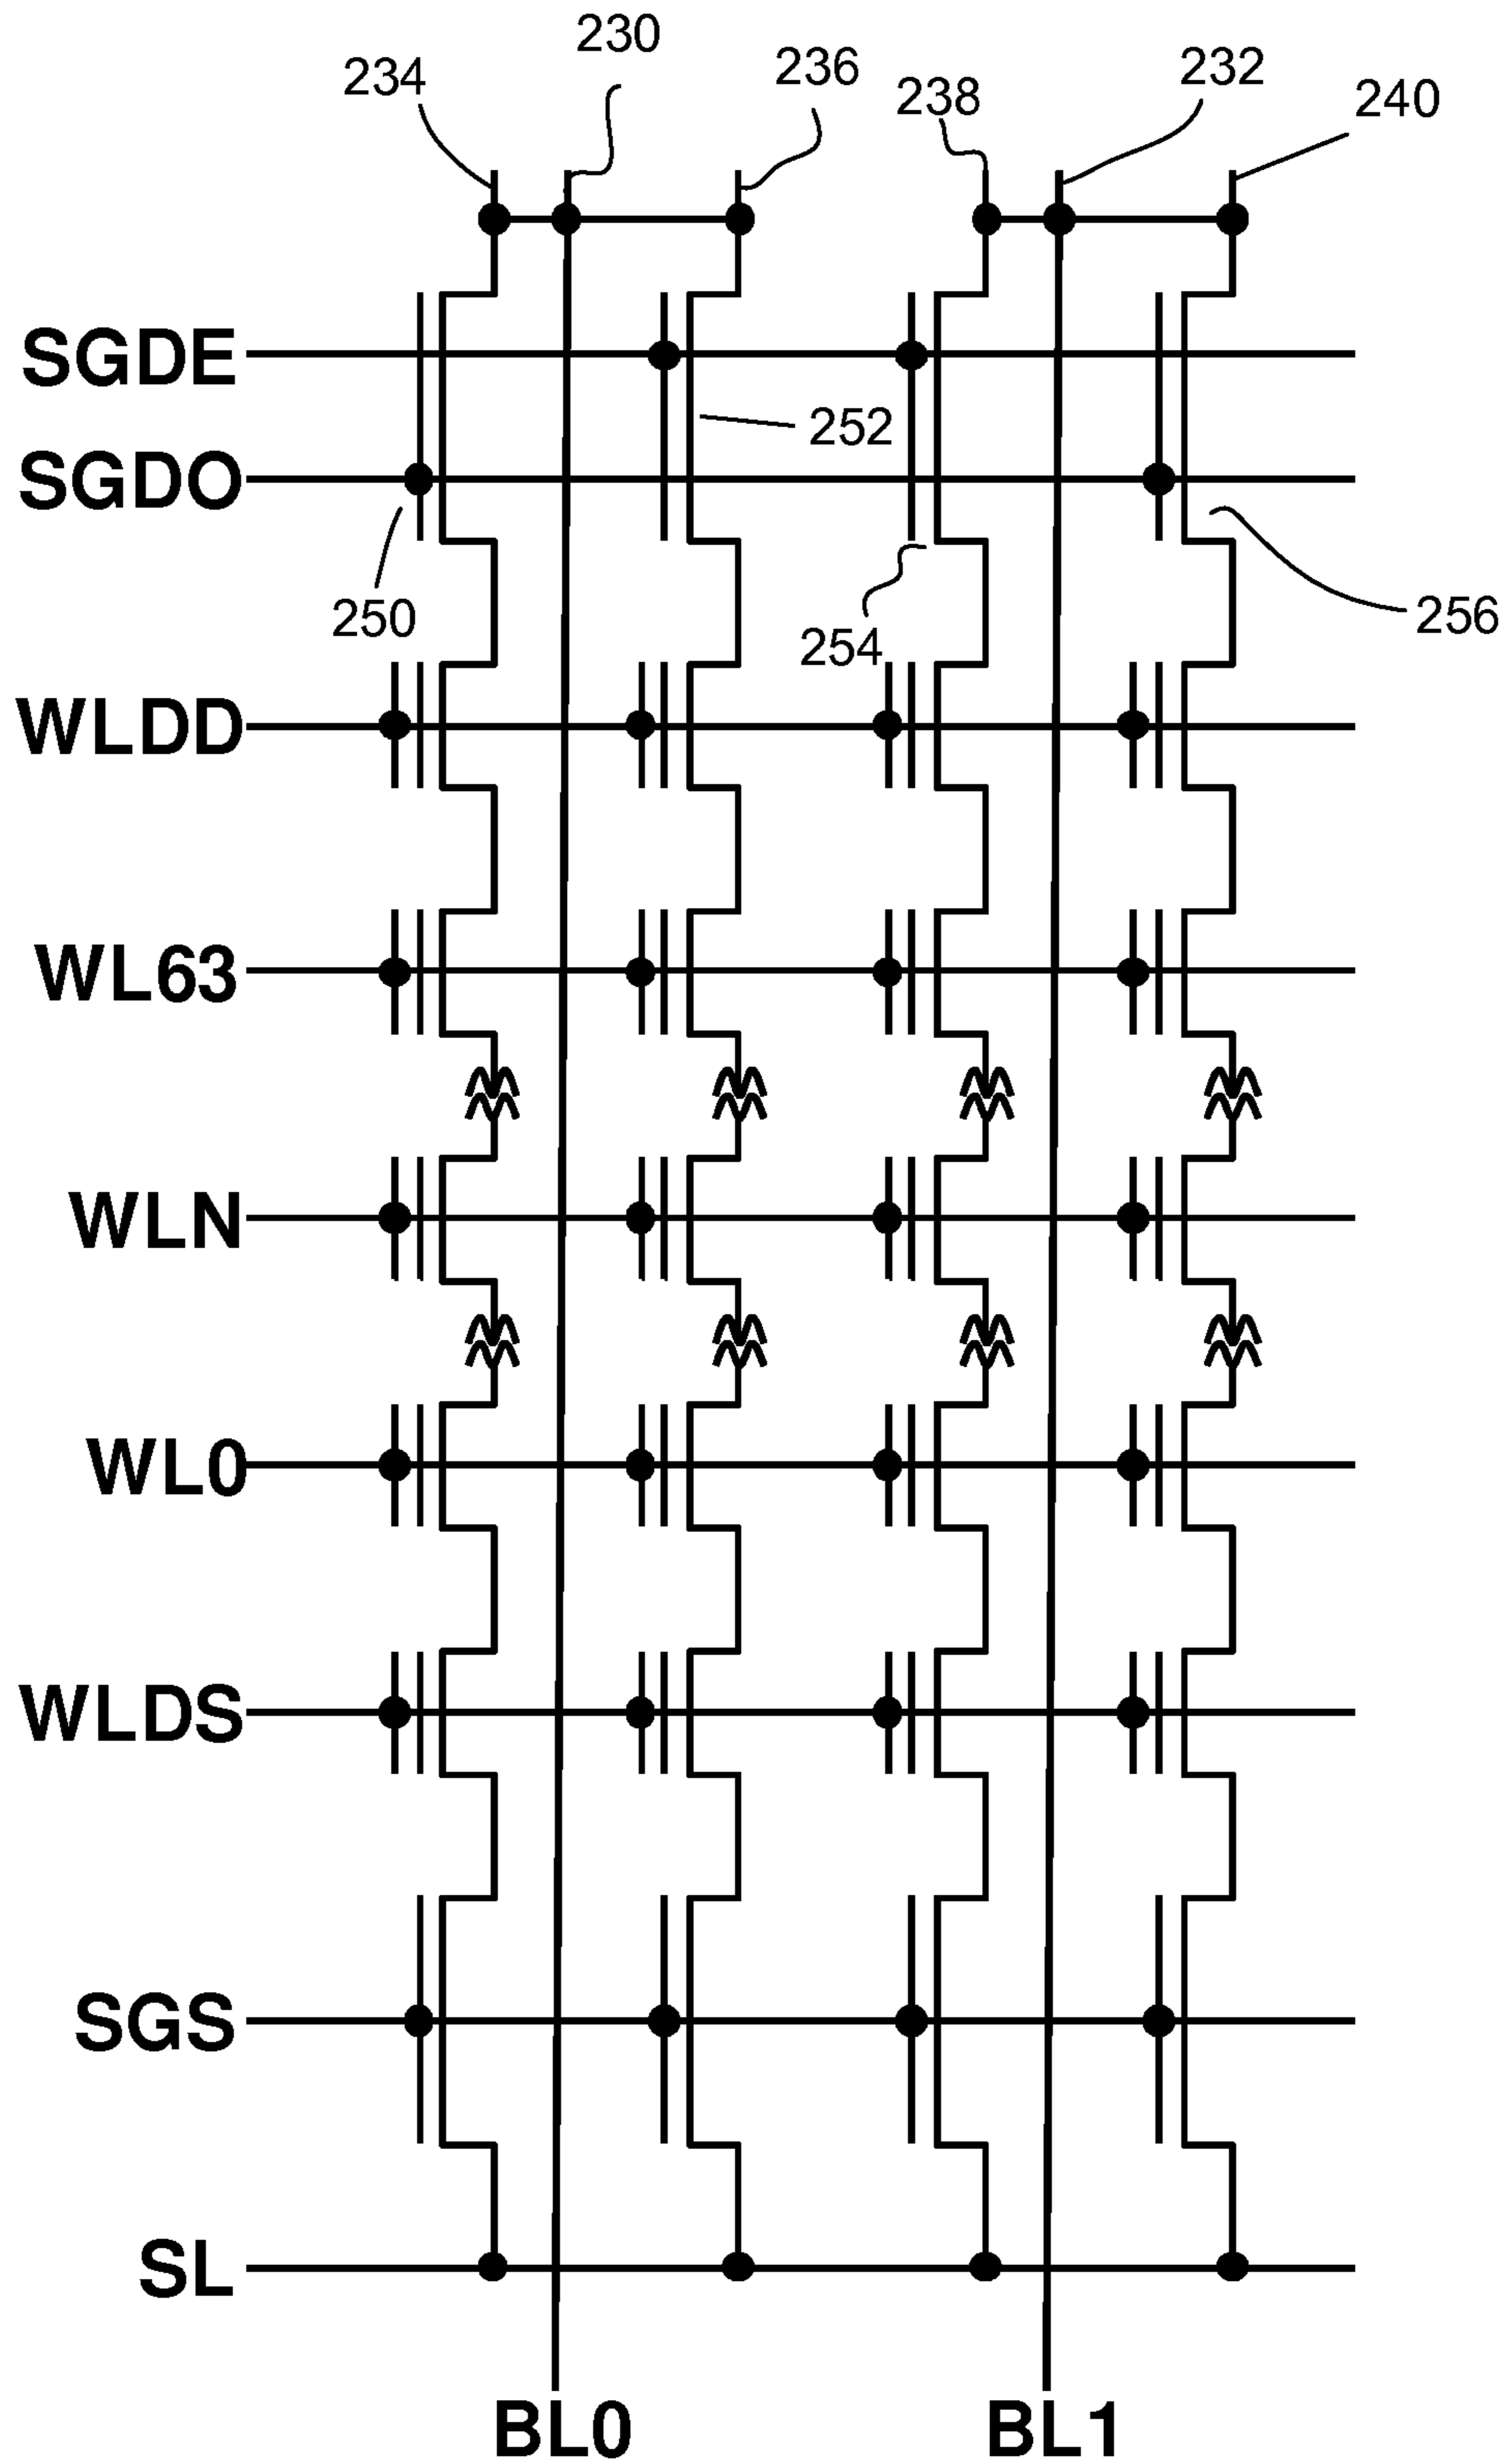 230
234
236
238
232
240
SGDE
252
SGDO
250
254
256
WLDD
WL63
WLN
WL0
WLDS
SGS
SL
BL0
BL1